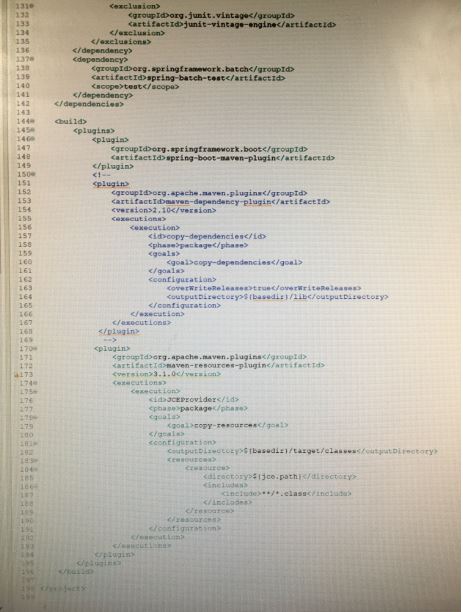 131 <exclusion>
132 <groupId>org.junit.vintage</groupId>
133 <artifactId>junit-vintage-engine</artifactId>
134 </exclusion>
135 </exclusions>
136 </dependency>
137 <dependency>
138 <groupId>org.springframework.batch</groupId>
139 <artifactId>spring-batch-test</artifactId>
140 <scope>test</scope>
141 </dependency>
142 </dependencies>
143
144 <build>
145 <plugins>
146 <plugin>
147 <groupId>org.springframework.boot</groupId>
148 <artifactId>spring-boot-maven-plugin</artifactId>
149 </plugin>
150 <!--
151 <plugin>
152 <groupId>org.apache.maven.plugins</groupId>
153 <artifactId>maven-dependency-plugin</artifactId>
154 <version>2.10</version>
155 <executions>
156 <execution>
157 <id>copy-dependencies</id>
158 <phase>package</phase>
159 <goals>
160 <goal>copy-dependencies</goal>
161 </goals>
162 <configuration>
163 <overWriteReleases>true</overWriteReleases>
164 <outputDirectory>${basedir}/lib</outputDirectory>
165 </configuration>
166 </execution>
167 </executions>
168 </plugin>
169 -->
170 <plugin>
171 <groupId>org.apache.maven.plugins</groupId>
172 <artifactId>maven-resources-plugin</artifactId>
173 <version>3.1.0</version>
174 <executions>
175 <execution>
176 <id>JCEProvider</id>
177 <phase>package</phase>
178 <goals>
179 <goal>copy-resources</goal>
180 </goals>
181 <configuration>
182 <outputDirectory>${basedir}/target/classes</outputDirectory>
183 <resources>
184 <resource>
185 <directory>${jce.path}</directory>
186 <includes>
187 <include>**/*.class</include>
188 </includes>
189 </resource>
190 </resources>
191 </configuration>
192 </execution>
193 </executions>
194 </plugin>
195 </plugins>
196 </build>
197
198 </project>
199